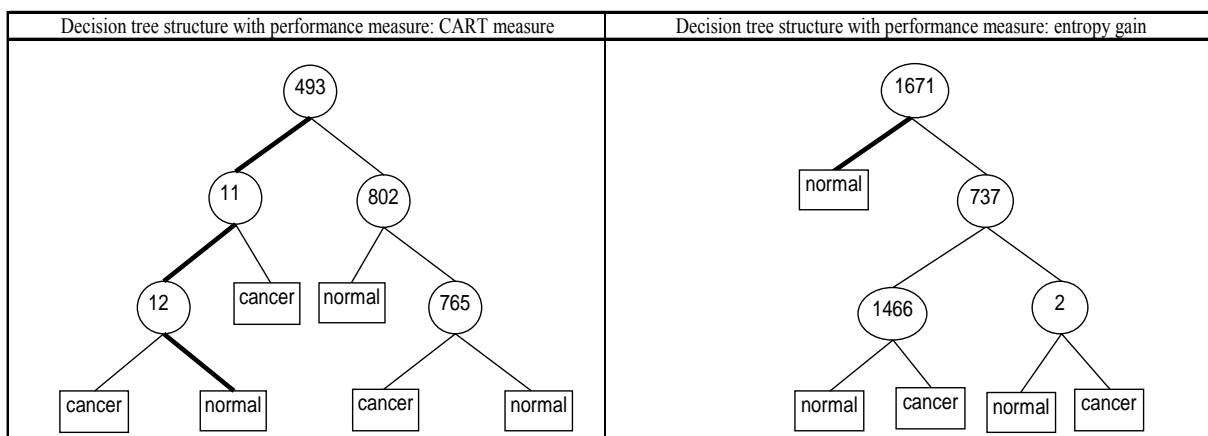 Decision tree structure with performance measure: CART measure
Decision tree structure with performance measure: entropy gain
493
11
802
12
cancer
normal
765
cancer
normal
cancer
normal
1671
normal
737
1466
2
normal
cancer
normal
cancer